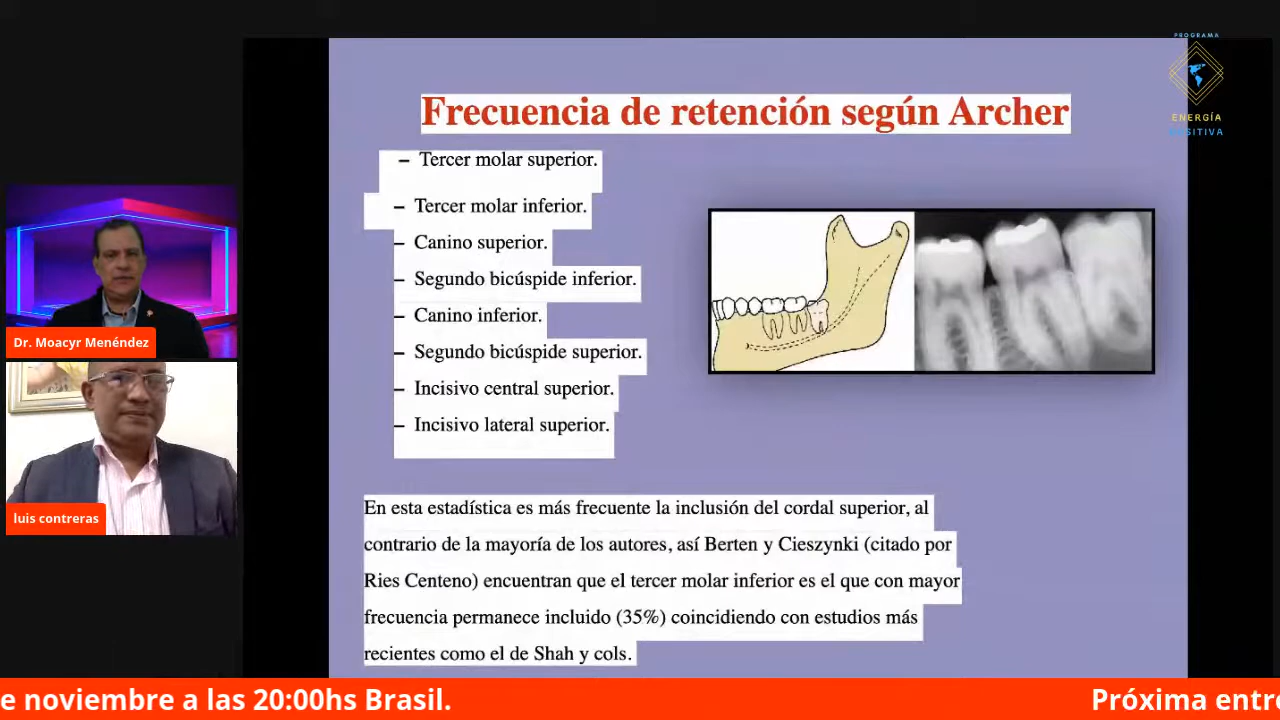 PROGRAMA
ENERGÍA
POSITIVA
Frecuencia de retención según Archer
– Tercer molar superior.
– Tercer molar inferior.
– Canino superior.
– Segundo bicúspide inferior.
– Canino inferior.
– Segundo bicúspide superior.
– Incisivo central superior.
– Incisivo lateral superior.
En esta estadística es más frecuente la inclusión del cordal superior, al
contrario de la mayoría de los autores, así Berten y Cieszynki (citado por
Ries Centeno) encuentran que el tercer molar inferior es el que con mayor
frecuencia permanece incluido (35%) coincidiendo con estudios más
recientes como el de Shah y cols.
Dr. Moacyr Menéndez
luis contreras
e noviembre a las 20:00hs Brasil.
Próxima entre